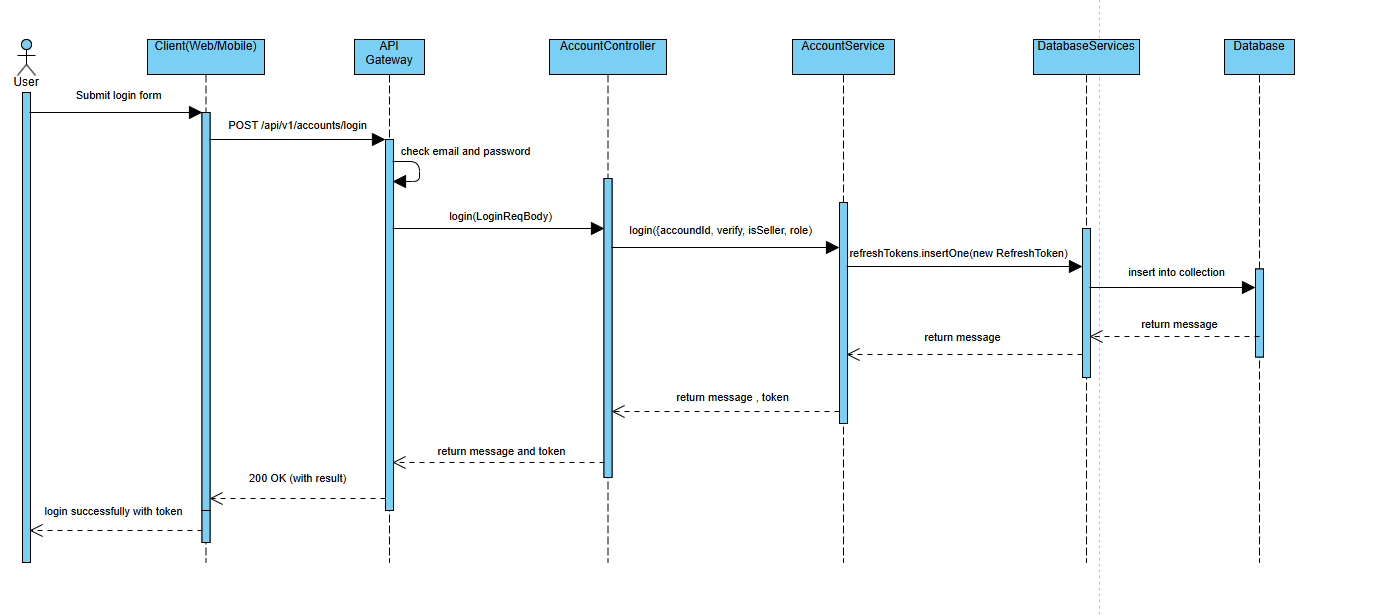 Client(Web/Mobile)
API
Gateway
AccountController
AccountService
DatabaseServices
Database
User
Submit login form
POST /api/v1/accounts/login
check email and password
login(LoginReqBody)
login({accoundId, verify, isSeller, role)
refreshTokens.insertOne(new RefreshToken)
insert into collection
return message
return message
return message , token
return message and token
200 OK (with result)
login successfully with token